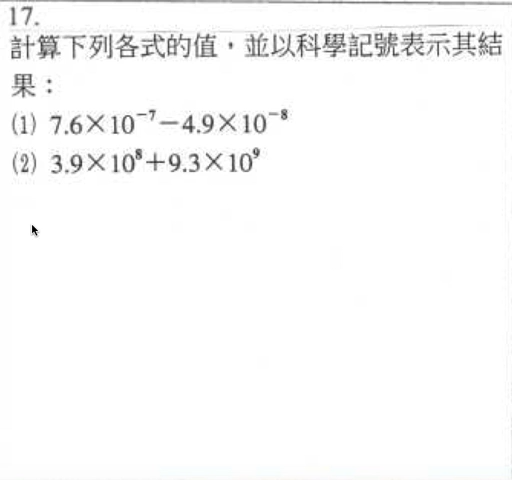 17.
計算下列各式的值，並以科學記號表示其結
果：
(1) 7.6×10⁻⁷－4.9×10⁻⁸
(2) 3.9×10⁸＋9.3×10⁹